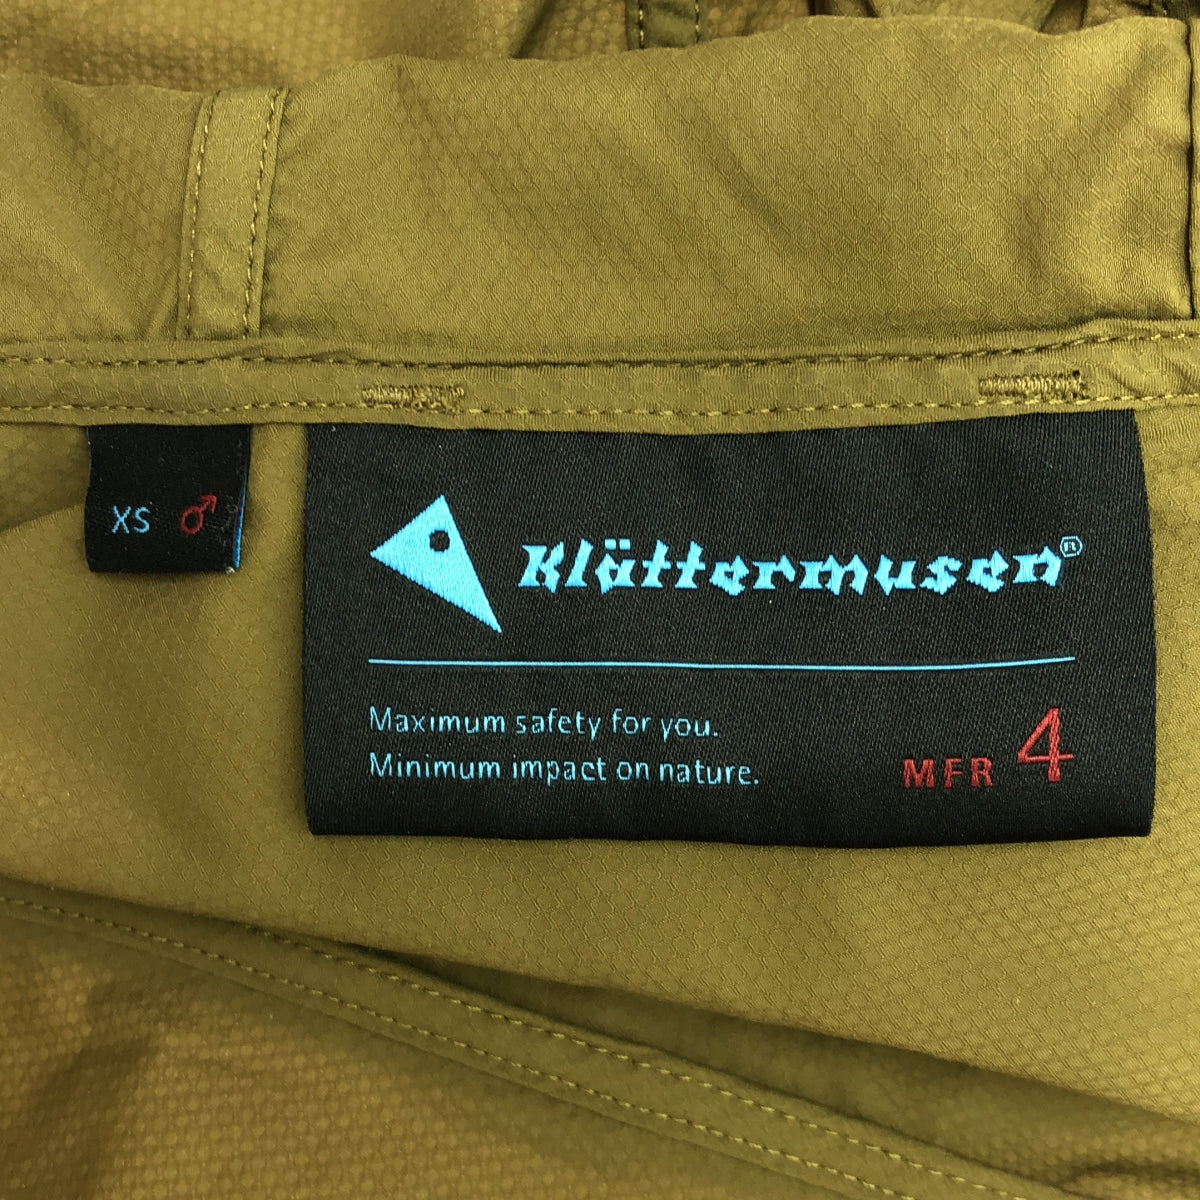 XS ♂
Klättermusen®
Maximum safety for you.
Minimum impact on nature.
MFR 4